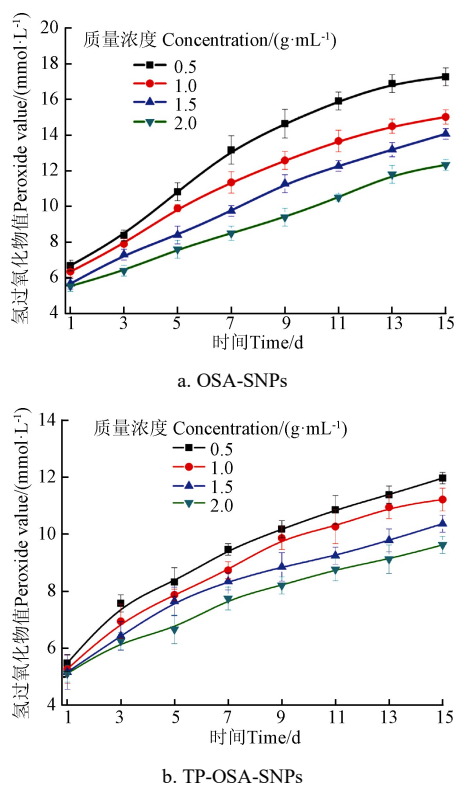 氢过氧化物值Peroxide value/(mmol·L-1)
20
18
16
14
12
10
8
6
4
质量浓度 Concentration/(g·mL-1)
0.5
1.0
1.5
2.0
1 3 5 7 9 11 13 15
时间Time/d
a. OSA-SNPs
氢过氧化物值Peroxide value/(mmol·L-1)
14
12
10
8
6
4
质量浓度 Concentration/(g·mL-1)
0.5
1.0
1.5
2.0
1 3 5 7 9 11 13 15
时间Time/d
b. TP-OSA-SNPs